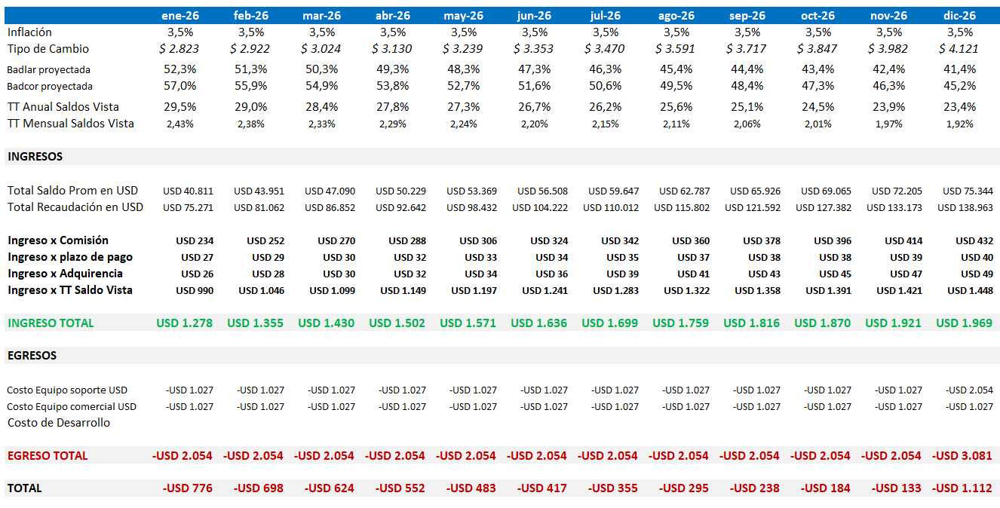 ene-26 feb-26 mar-26 abr-26 may-26 jun-26 jul-26 ago-26 sep-26 oct-26 nov-26 dic-26
Inflación 3,5% 3,5% 3,5% 3,5% 3,5% 3,5% 3,5% 3,5% 3,5% 3,5% 3,5% 3,5%
Tipo de Cambio $ 2.823 $ 2.922 $ 3.024 $ 3.130 $ 3.239 $ 3.353 $ 3.470 $ 3.591 $ 3.717 $ 3.847 $ 3.982 $ 4.121
Badlar proyectada 52,3% 51,3% 50,3% 49,3% 48,3% 47,3% 46,3% 45,4% 44,4% 43,4% 42,4% 41,4%
Badcor proyectada 57,0% 55,9% 54,9% 53,8% 52,7% 51,6% 50,6% 49,5% 48,4% 47,3% 46,3% 45,2%
TT Anual Saldos Vista 29,5% 29,0% 28,4% 27,8% 27,3% 26,7% 26,2% 25,6% 25,1% 24,5% 23,9% 23,4%
TT Mensual Saldos Vista 2,43% 2,38% 2,33% 2,29% 2,24% 2,20% 2,15% 2,11% 2,06% 2,01% 1,97% 1,92%
INGRESOS
Total Saldo Prom en USD USD 40.811 USD 43.951 USD 47.090 USD 50.229 USD 53.369 USD 56.508 USD 59.647 USD 62.787 USD 65.926 USD 69.065 USD 72.205 USD 75.344
Total Recaudación en USD USD 75.271 USD 81.062 USD 86.852 USD 92.642 USD 98.432 USD 104.222 USD 110.012 USD 115.802 USD 121.592 USD 127.382 USD 133.173 USD 138.963
Ingreso x Comisión USD 234 USD 252 USD 270 USD 288 USD 306 USD 324 USD 342 USD 360 USD 378 USD 396 USD 414 USD 432
Ingreso x plazo de pago USD 27 USD 29 USD 30 USD 32 USD 33 USD 34 USD 35 USD 37 USD 38 USD 38 USD 39 USD 40
Ingreso x Adquirencia USD 26 USD 28 USD 30 USD 32 USD 34 USD 36 USD 39 USD 41 USD 43 USD 45 USD 47 USD 49
Ingreso x TT Saldo Vista USD 990 USD 1.046 USD 1.099 USD 1.149 USD 1.197 USD 1.241 USD 1.283 USD 1.322 USD 1.358 USD 1.391 USD 1.421 USD 1.448
INGRESO TOTAL USD 1.278 USD 1.355 USD 1.430 USD 1.502 USD 1.571 USD 1.636 USD 1.699 USD 1.759 USD 1.816 USD 1.870 USD 1.921 USD 1.969
EGRESOS
Costo Equipo soporte USD -USD 1.027 -USD 1.027 -USD 1.027 -USD 1.027 -USD 1.027 -USD 1.027 -USD 1.027 -USD 1.027 -USD 1.027 -USD 1.027 -USD 1.027 -USD 2.054
Costo Equipo comercial USD -USD 1.027 -USD 1.027 -USD 1.027 -USD 1.027 -USD 1.027 -USD 1.027 -USD 1.027 -USD 1.027 -USD 1.027 -USD 1.027 -USD 1.027 -USD 1.027
Costo de Desarrollo
EGRESO TOTAL -USD 2.054 -USD 2.054 -USD 2.054 -USD 2.054 -USD 2.054 -USD 2.054 -USD 2.054 -USD 2.054 -USD 2.054 -USD 2.054 -USD 2.054 -USD 3.081
TOTAL -USD 776 -USD 698 -USD 624 -USD 552 -USD 483 -USD 417 -USD 355 -USD 295 -USD 238 -USD 184 -USD 133 -USD 1.112